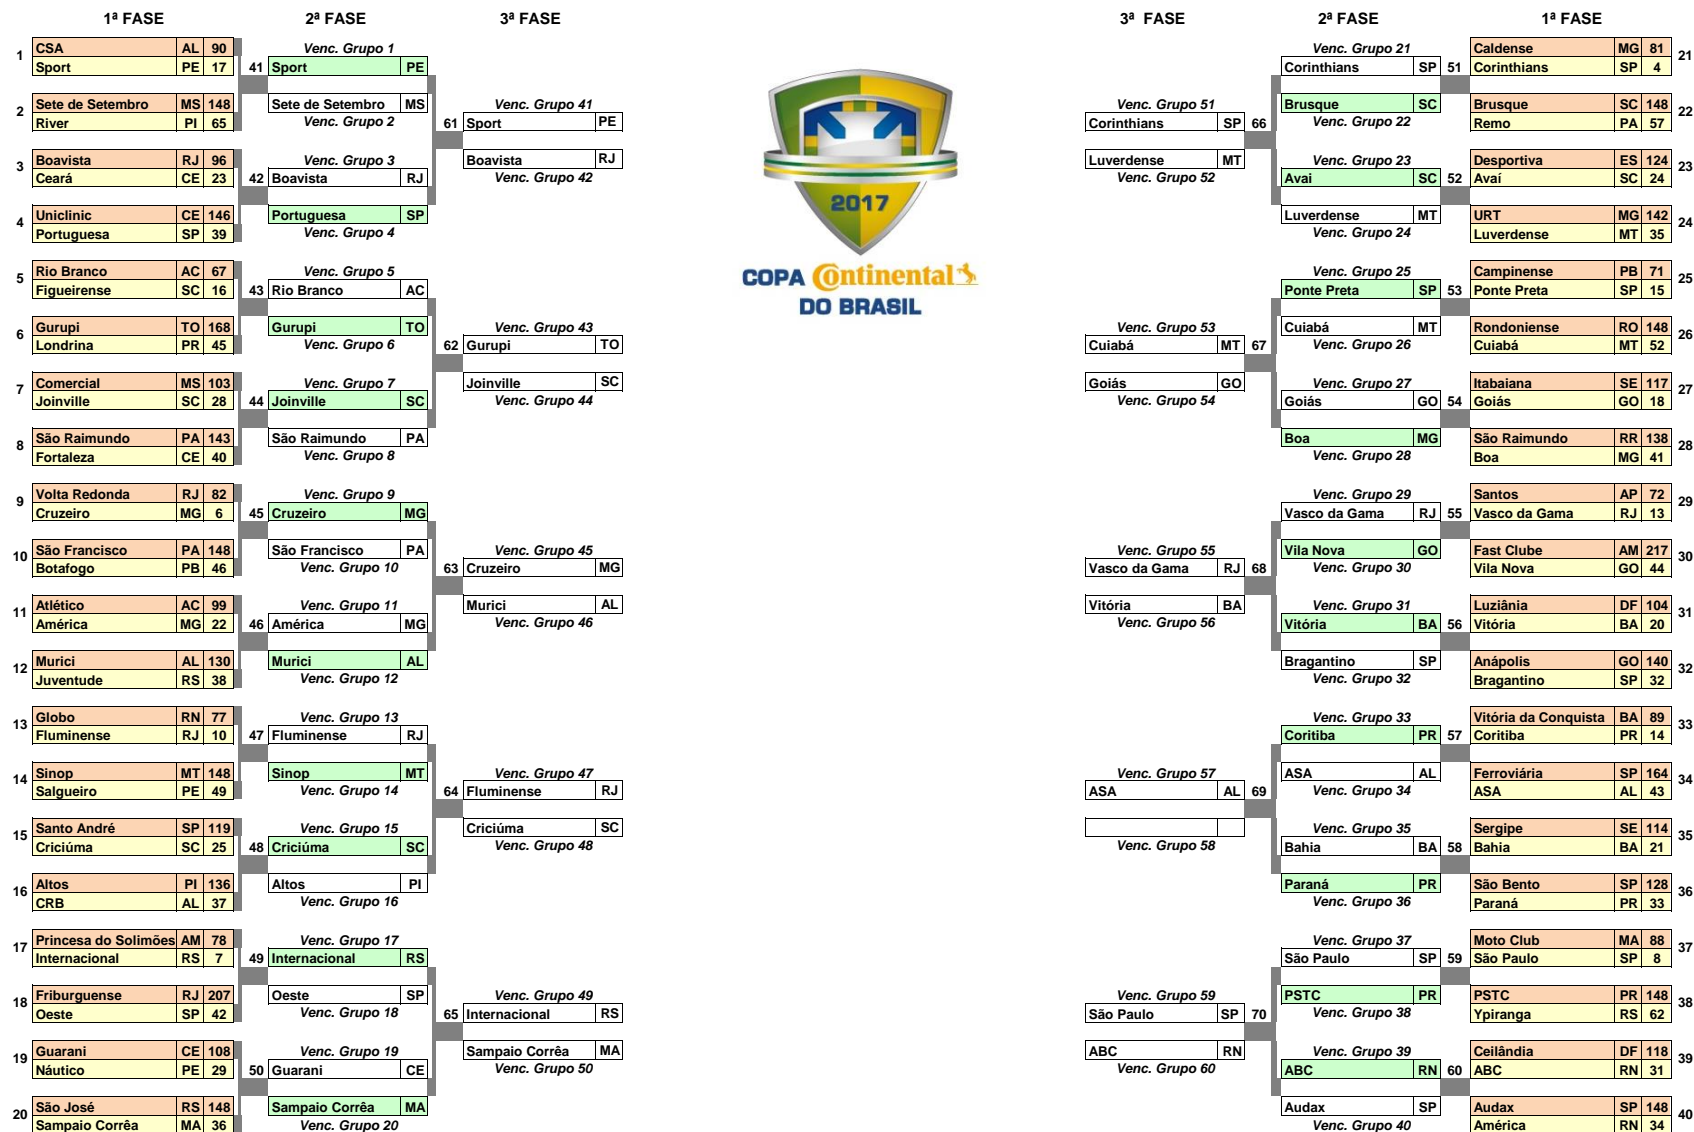 1ª FASE 2ª FASE 3ª FASE 3ª FASE 2ª FASE 1ª FASE
1 CSA AL 90
Sport PE 17
2 Sete de Setembro MS 148
River PI 65
3 Boavista RJ 96
Ceará CE 23
4 Uniclinic CE 146
Portuguesa SP 39
5 Rio Branco AC 67
Figueirense SC 16
6 Gurupi TO 168
Londrina PR 45
7 Comercial MS 103
Joinville SC 28
8 São Raimundo PA 143
Fortaleza CE 40
9 Volta Redonda RJ 82
Cruzeiro MG 6
10 São Francisco PA 148
Botafogo PB 46
11 Atlético AC 99
América MG 22
12 Murici AL 130
Juventude RS 38
13 Globo RN 77
Fluminense RJ 10
14 Sinop MT 148
Salgueiro PE 49
15 Santo André SP 119
Criciúma SC 25
16 Altos PI 136
CRB AL 37
17 Princesa do Solimões AM 78
Internacional RS 7
18 Friburguense RJ 207
Oeste SP 42
19 Guarani CE 108
Náutico PE 29
20 São José RS 148
Sampaio Corrêa MA 36
Venc. Grupo 1
41 Sport PE
Sete de Setembro MS
Venc. Grupo 2
Venc. Grupo 3
42 Boavista RJ
Portuguesa SP
Venc. Grupo 4
Venc. Grupo 5
43 Rio Branco AC
Gurupi TO
Venc. Grupo 6
Venc. Grupo 7
44 Joinville SC
São Raimundo PA
Venc. Grupo 8
Venc. Grupo 9
45 Cruzeiro MG
São Francisco PA
Venc. Grupo 10
Venc. Grupo 11
46 América MG
Murici AL
Venc. Grupo 12
Venc. Grupo 13
47 Fluminense RJ
Sinop MT
Venc. Grupo 14
Venc. Grupo 15
48 Criciúma SC
Altos PI
Venc. Grupo 16
Venc. Grupo 17
49 Internacional RS
Oeste SP
Venc. Grupo 18
Venc. Grupo 19
50 Guarani CE
Sampaio Corrêa MA
Venc. Grupo 20
Venc. Grupo 41
61 Sport PE
Boavista RJ
Venc. Grupo 42
Venc. Grupo 43
62 Gurupi TO
Joinville SC
Venc. Grupo 44
Venc. Grupo 45
63 Cruzeiro MG
Murici AL
Venc. Grupo 46
Venc. Grupo 47
64 Fluminense RJ
Criciúma SC
Venc. Grupo 48
Venc. Grupo 49
65 Internacional RS
Sampaio Corrêa MA
Venc. Grupo 50
2017
COPA Continental
DO BRASIL
Venc. Grupo 51
Corinthians SP 66
Luverdense MT
Venc. Grupo 52
Venc. Grupo 53
Cuiabá MT 67
Goiás GO
Venc. Grupo 54
Venc. Grupo 55
Vasco da Gama RJ 68
Vitória BA
Venc. Grupo 56
Venc. Grupo 57
ASA AL 69
Venc. Grupo 58
Venc. Grupo 59
São Paulo SP 70
ABC RN
Venc. Grupo 60
Venc. Grupo 21
Corinthians SP 51
Brusque SC
Venc. Grupo 22
Venc. Grupo 23
Avai SC 52
Luverdense MT
Venc. Grupo 24
Venc. Grupo 25
Ponte Preta SP 53
Cuiabá MT
Venc. Grupo 26
Venc. Grupo 27
Goiás GO 54
Boa MG
Venc. Grupo 28
Venc. Grupo 29
Vasco da Gama RJ 55
Vila Nova GO
Venc. Grupo 30
Venc. Grupo 31
Vitória BA 56
Bragantino SP
Venc. Grupo 32
Venc. Grupo 33
Coritiba PR 57
ASA AL
Venc. Grupo 34
Venc. Grupo 35
Bahia BA 58
Paraná PR
Venc. Grupo 36
Venc. Grupo 37
São Paulo SP 59
PSTC PR
Venc. Grupo 38
Venc. Grupo 39
ABC RN 60
Audax SP
Venc. Grupo 40
Caldense MG 81 21
Corinthians SP 4
Brusque SC 148 22
Remo PA 57
Desportiva ES 124 23
Avaí SC 24
URT MG 142 24
Luverdense MT 35
Campinense PB 71 25
Ponte Preta SP 15
Rondoniense RO 148 26
Cuiabá MT 52
Itabaiana SE 117 27
Goiás GO 18
São Raimundo RR 138 28
Boa MG 41
Santos AP 72 29
Vasco da Gama RJ 13
Fast Clube AM 217 30
Vila Nova GO 44
Luziânia DF 104 31
Vitória BA 20
Anápolis GO 140 32
Bragantino SP 32
Vitória da Conquista BA 89 33
Coritiba PR 14
Ferroviária SP 164 34
ASA AL 43
Sergipe SE 114 35
Bahia BA 21
São Bento SP 128 36
Paraná PR 33
Moto Club MA 88 37
São Paulo SP 8
PSTC PR 148 38
Ypiranga RS 62
Ceilândia DF 118 39
ABC RN 31
Audax SP 148 40
América RN 34